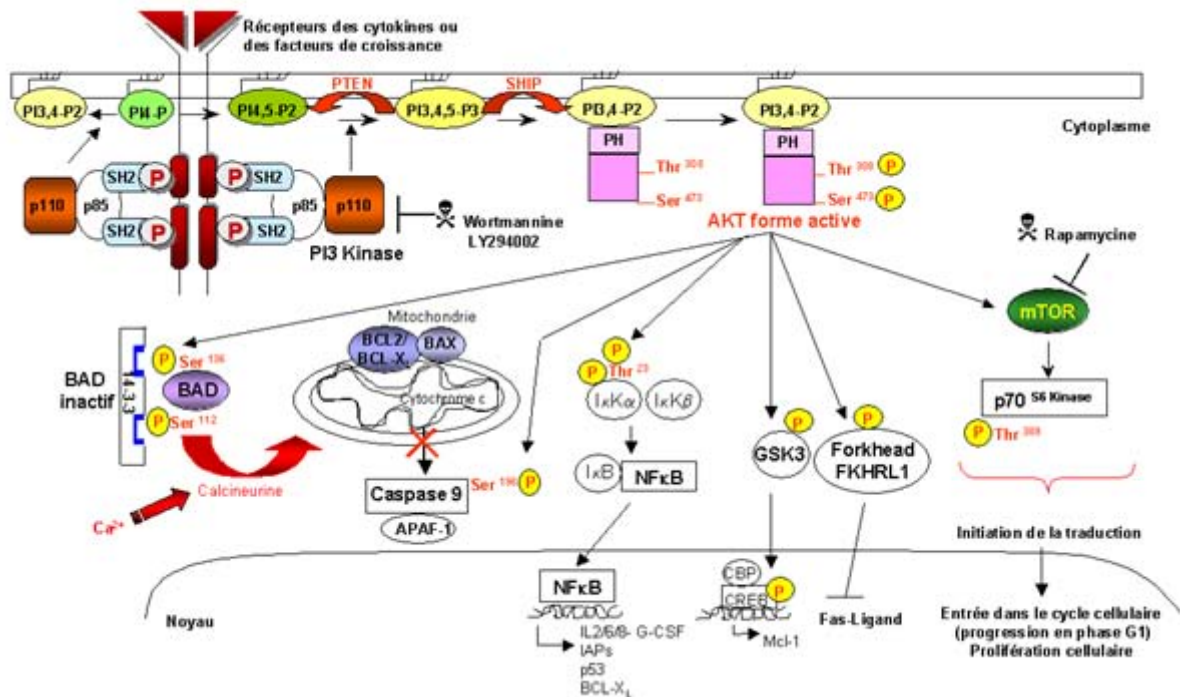 Récepteurs des cytokines ou
des facteurs de croissance
PTEN
SHIP
PI3,4-P2
PI4-P
PI4,5-P2
PI3,4,5-P3
PI3,4-P2
PI3,4-P2
Cytoplasme
PH
PH
Thr 308
Ser 473
Thr 308 P
Ser 473 P
p110
p85
SH2
P
SH2
P
P
SH2
P
SH2
p85
p110
PI3 Kinase
Wortmannine
LY294002
AKT forme active
Rapamycine
mTOR
p70 S6 Kinase
P
Thr 389
Mitochondrie
BCL2/
BCL-XL
BAX
Cytochrome c
BAD
inactif
14-3-3
P
Ser 136
BAD
P
Ser 112
Calcineurine
Ca2+
Caspase 9
Ser 196
P
APAF-1
P
P
Thr 23
IκKα
IκKβ
IκB
NFκB
P
GSK3
P
Forkhead
FKHRL1
Initiation de la traduction
Noyau
NFκB
IL2/6/8- G-CSF
IAPs
p53
BCL-XL
CBP
CREB
P
Mcl-1
Fas-Ligand
Entrée dans le cycle cellulaire
(progression en phase G1)
Prolifération cellulaire